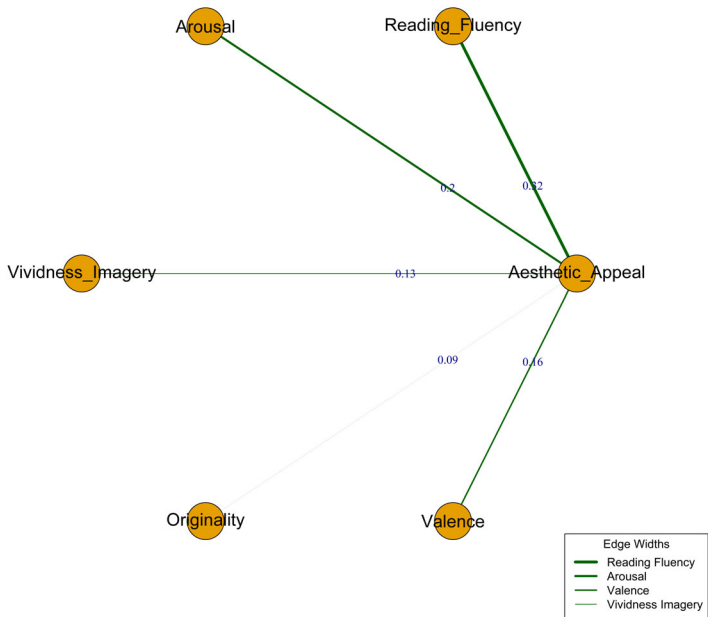 Arousal
Reading_Fluency
0.2
0.32
Vividness_Imagery
Aesthetic_Appeal
0.13
0.09
0.16
Originality
Valence
Edge Widths
Reading Fluency
Arousal
Valence
Vividness Imagery